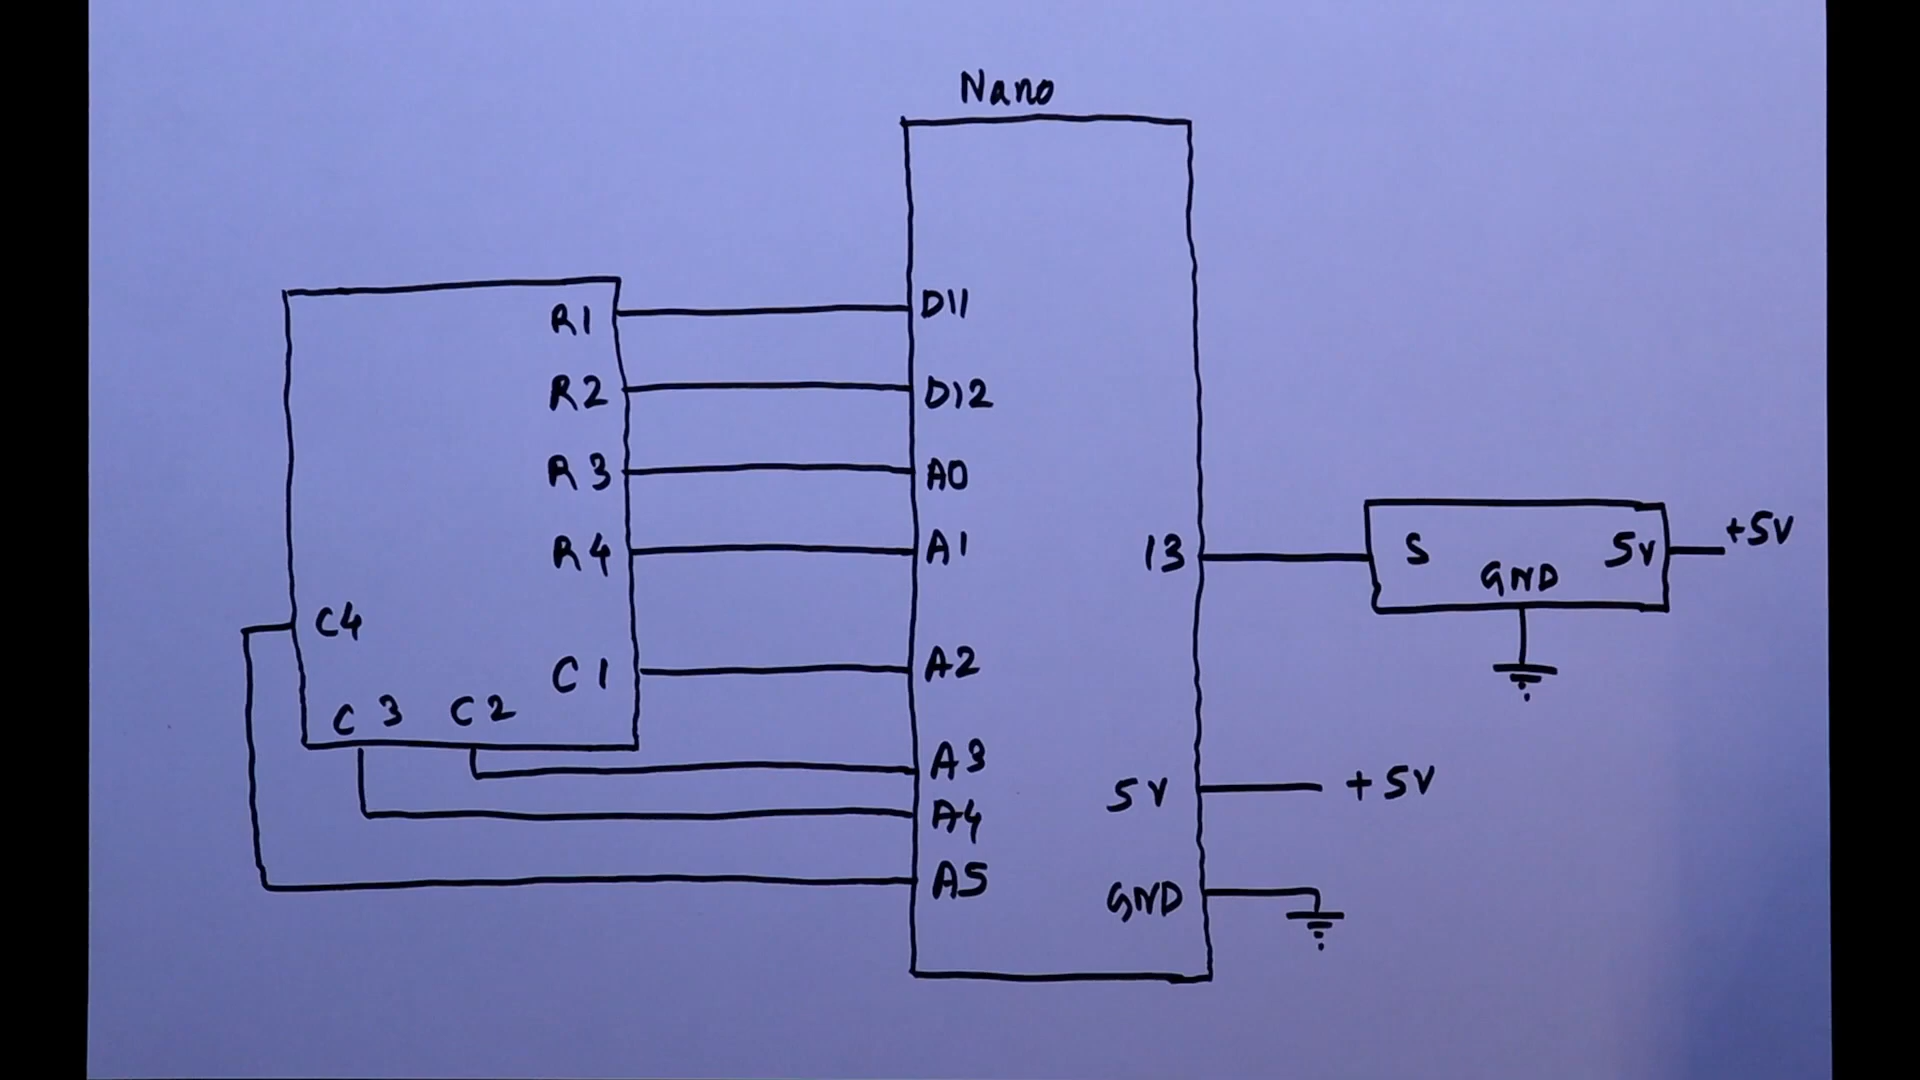 Nano
R1
R2
R3
R4
C4
C1
C3
C2
D11
D12
A0
A1
A2
A3
A4
A5
13
5V
GND
+5V
S
GND
5V
+5V